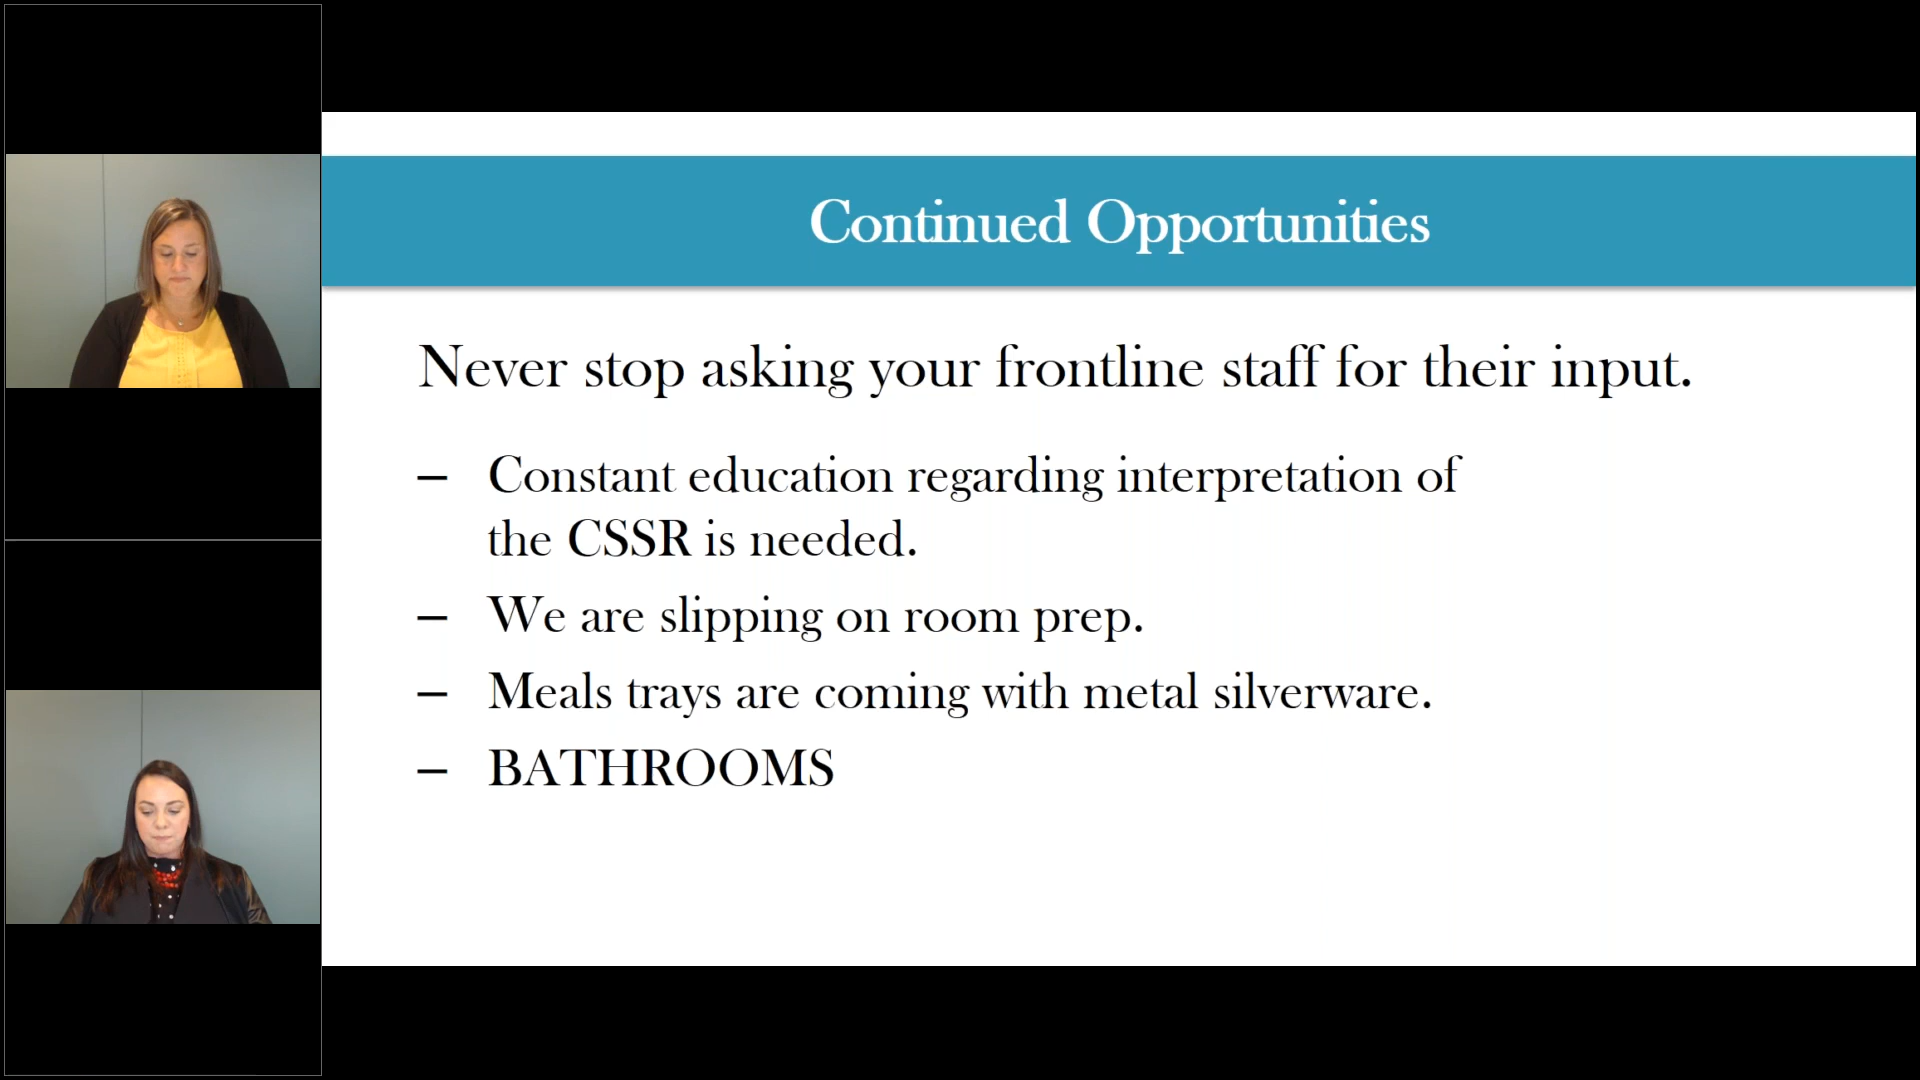 Continued Opportunities
Never stop asking your frontline staff for their input.
– Constant education regarding interpretation of
the CSSR is needed.
– We are slipping on room prep.
– Meals trays are coming with metal silverware.
– BATHROOMS